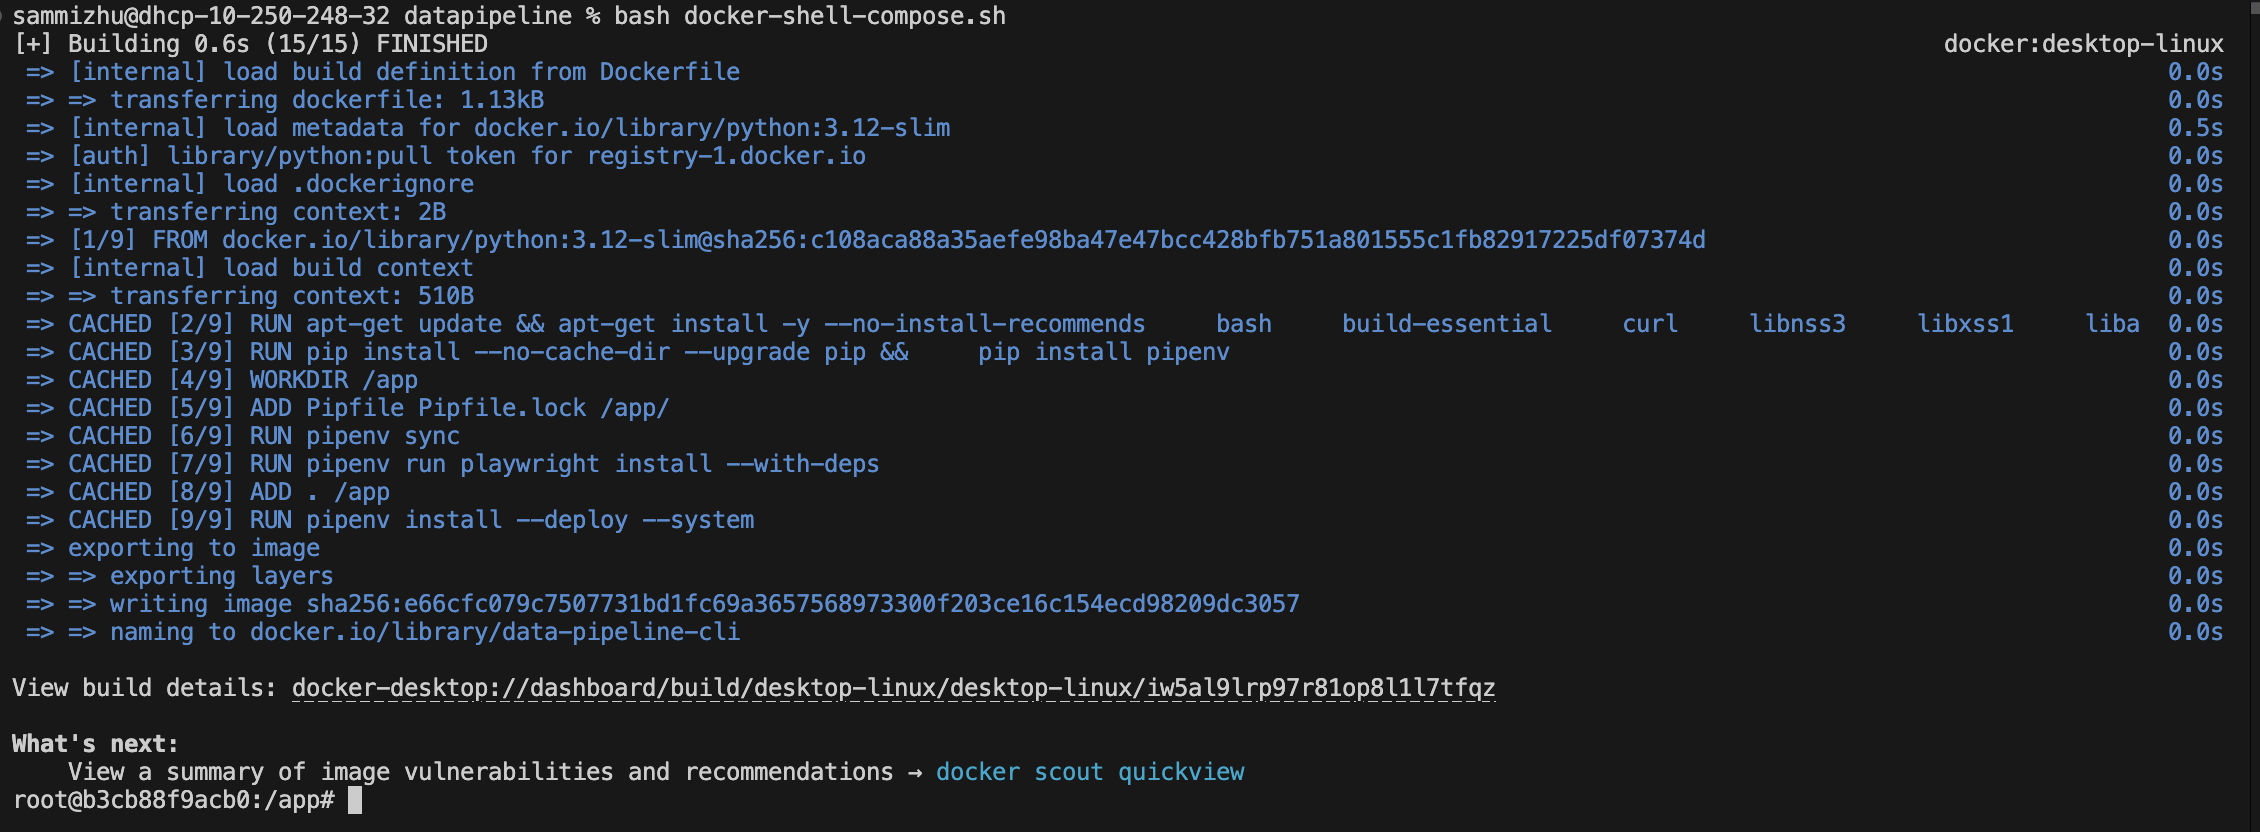 sammizhu@dhcp-10-250-248-32 datapipeline % bash docker-shell-compose.sh
[+] Building 0.6s (15/15) FINISHED docker:desktop-linux
=> [internal] load build definition from Dockerfile 0.0s
=> => transferring dockerfile: 1.13kB 0.0s
=> [internal] load metadata for docker.io/library/python:3.12-slim 0.5s
=> [auth] library/python:pull token for registry-1.docker.io 0.0s
=> [internal] load .dockerignore 0.0s
=> => transferring context: 2B 0.0s
=> [1/9] FROM docker.io/library/python:3.12-slim@sha256:c108aca88a35aefe98ba47e47bcc428bfb751a801555c1fb82917225df07374d 0.0s
=> [internal] load build context 0.0s
=> => transferring context: 510B 0.0s
=> CACHED [2/9] RUN apt-get update && apt-get install -y --no-install-recommends bash build-essential curl libnss3 libxss1 liba 0.0s
=> CACHED [3/9] RUN pip install --no-cache-dir --upgrade pip && pip install pipenv 0.0s
=> CACHED [4/9] WORKDIR /app 0.0s
=> CACHED [5/9] ADD Pipfile Pipfile.lock /app/ 0.0s
=> CACHED [6/9] RUN pipenv sync 0.0s
=> CACHED [7/9] RUN pipenv run playwright install --with-deps 0.0s
=> CACHED [8/9] ADD . /app 0.0s
=> CACHED [9/9] RUN pipenv install --deploy --system 0.0s
=> exporting to image 0.0s
=> => exporting layers 0.0s
=> => writing image sha256:e66cfc079c7507731bd1fc69a3657568973300f203ce16c154ecd98209dc3057 0.0s
=> => naming to docker.io/library/data-pipeline-cli 0.0s
View build details: docker-desktop://dashboard/build/desktop-linux/desktop-linux/iw5al9lrp97r81op8l1l7tfqz
What's next:
View a summary of image vulnerabilities and recommendations → docker scout quickview
root@b3cb88f9acb0:/app#